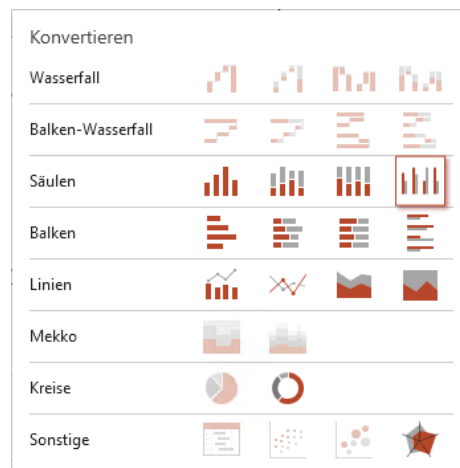 Konvertieren
Wasserfall
Balken-Wasserfall
Säulen
Balken
Linien
Mekko
Kreise
Sonstige